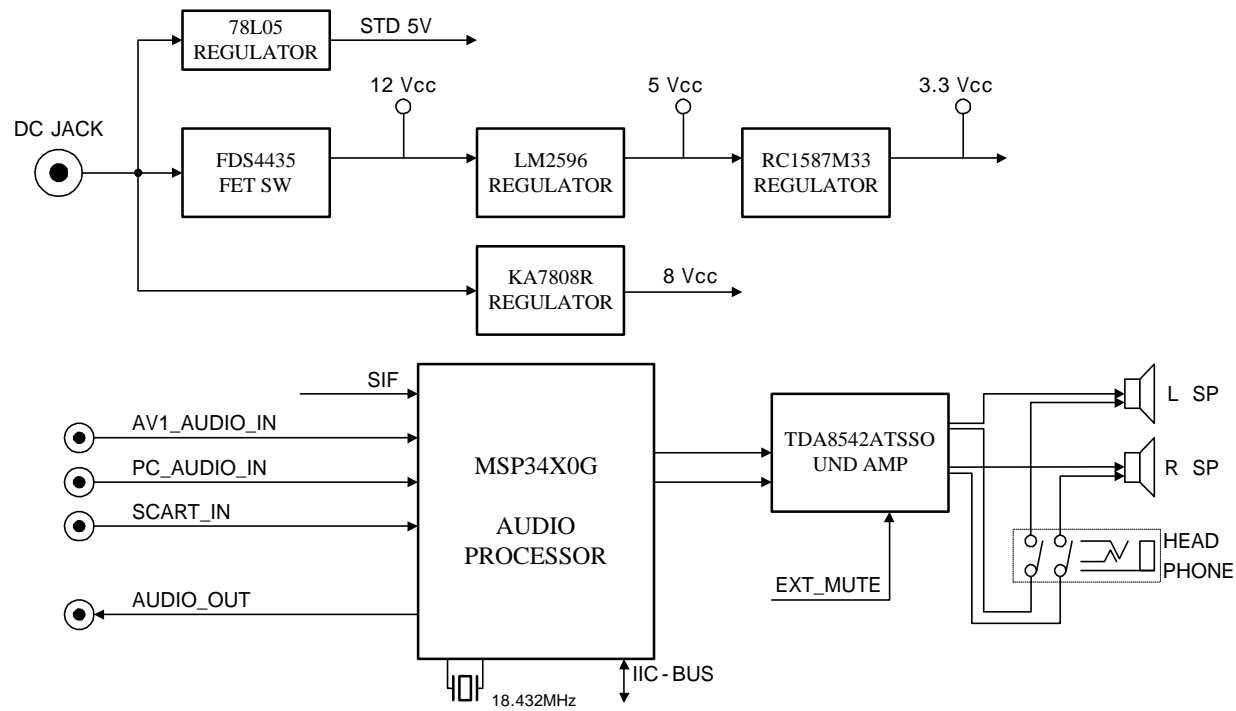 78L05
REGULATOR
STD 5V
12 Vcc
5 Vcc
3.3 Vcc
DC JACK
FDS4435
FET SW
LM2596
REGULATOR
RC1587M33
REGULATOR
KA7808R
REGULATOR
8 Vcc
SIF
AV1_AUDIO_IN
PC_AUDIO_IN
SCART_IN
AUDIO_OUT
MSP34X0G
AUDIO
PROCESSOR
18.432MHz
IIC-BUS
TDA8542ATSSO
UND AMP
EXT_MUTE
L SP
R SP
HEAD
PHONE